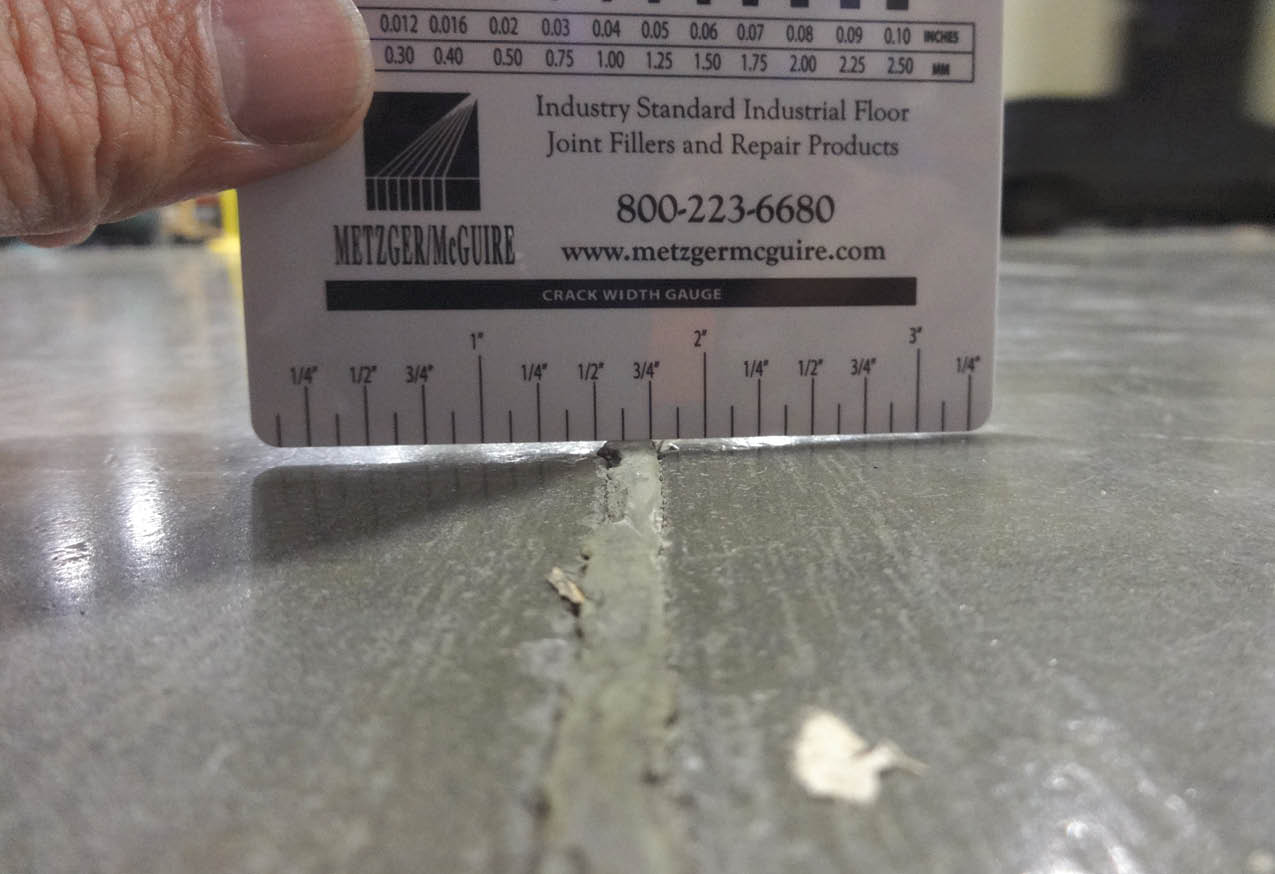 0.012 0.016 0.02 0.03 0.04 0.05 0.06 0.07 0.08 0.09 0.10 INCHES
0.30 0.40 0.50 0.75 1.00 1.25 1.50 1.75 2.00 2.25 2.50 MM
Industry Standard Industrial Floor
Joint Fillers and Repair Products
800-223-6680
METZGER/McGUIRE
www.metzgermcguire.com
CRACK WIDTH GAUGE
1/4" 1/2" 3/4" 1" 1/4" 1/2" 3/4" 2" 1/4" 1/2" 3/4" 3" 1/4"